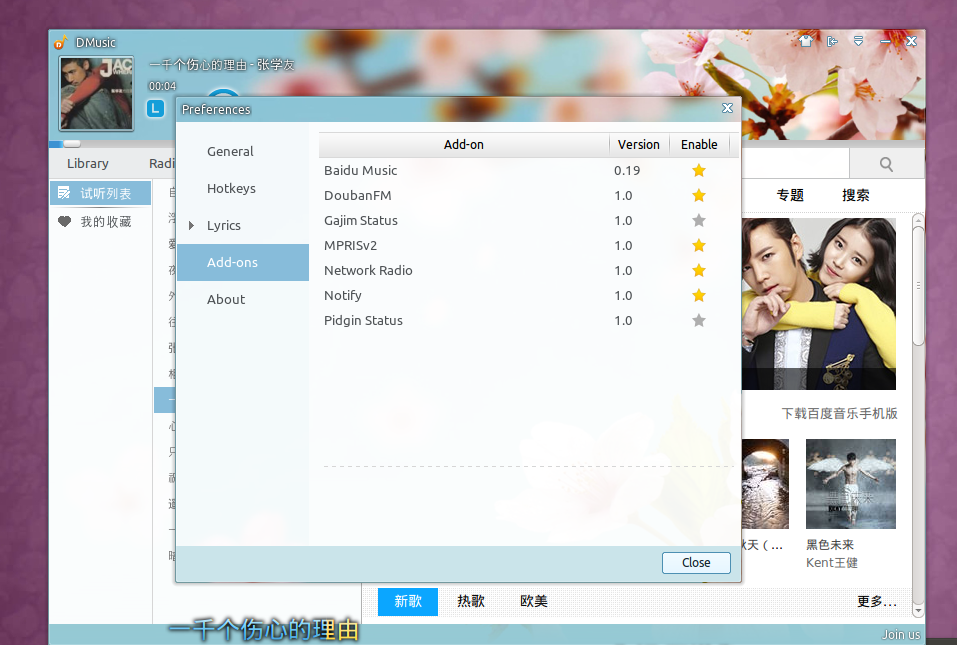 DMusic
一千个伤心的理由 - 张学友
00:04
L
Preferences
Library
General
Hotkeys
Lyrics
Add-ons
About
Add-on Version Enable
Baidu Music 0.19
DoubanFM 1.0
Gajim Status 1.0
MPRISv2 1.0
Network Radio 1.0
Notify 1.0
Pidgin Status 1.0
Close
试听列表
我的收藏
专题 搜索
下载百度音乐手机版
黑色未来
Kent王健
新歌 热歌 欧美 更多...
一千个伤心的理由
Join us